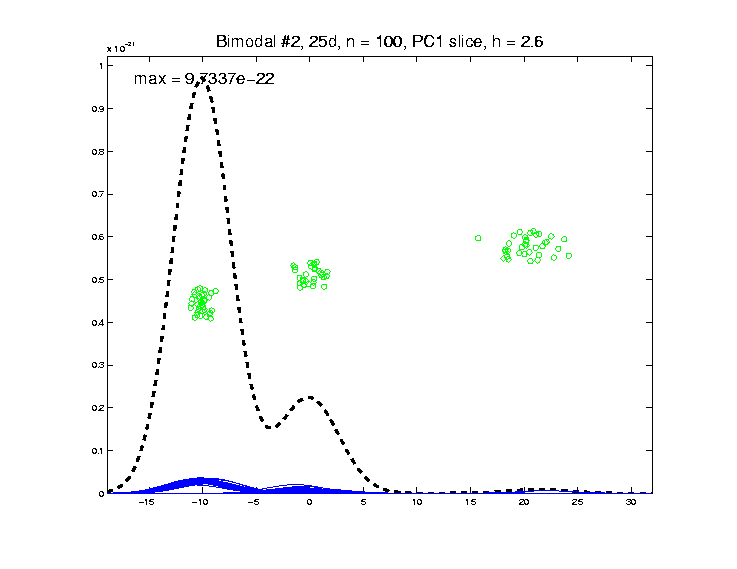 Bimodal #2, 25d, n = 100, PC1 slice, h = 2.6
x 10^-21
max = 9.7337e-22
1
0.9
0.8
0.7
0.6
0.5
0.4
0.3
0.2
0.1
0
-15 -10 -5 0 5 10 15 20 25 30